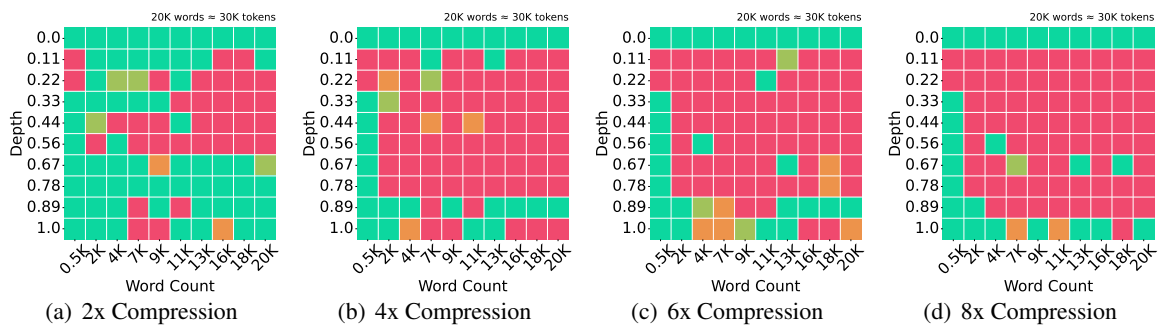 20K words ≈ 30K tokens
0.0
0.11
0.22
0.33
0.44
0.56
0.67
0.78
0.89
1.0
Depth
0.5K 2K 4K 7K 9K 11K 13K 16K 18K 20K
Word Count
(a) 2x Compression
20K words ≈ 30K tokens
0.0
0.11
0.22
0.33
0.44
0.56
0.67
0.78
0.89
1.0
Depth
0.5K 2K 4K 7K 9K 11K 13K 16K 18K 20K
Word Count
(b) 4x Compression
20K words ≈ 30K tokens
0.0
0.11
0.22
0.33
0.44
0.56
0.67
0.78
0.89
1.0
Depth
0.5K 2K 4K 7K 9K 11K 13K 16K 18K 20K
Word Count
(c) 6x Compression
20K words ≈ 30K tokens
0.0
0.11
0.22
0.33
0.44
0.56
0.67
0.78
0.89
1.0
Depth
0.5K 2K 4K 7K 9K 11K 13K 16K 18K 20K
Word Count
(d) 8x Compression